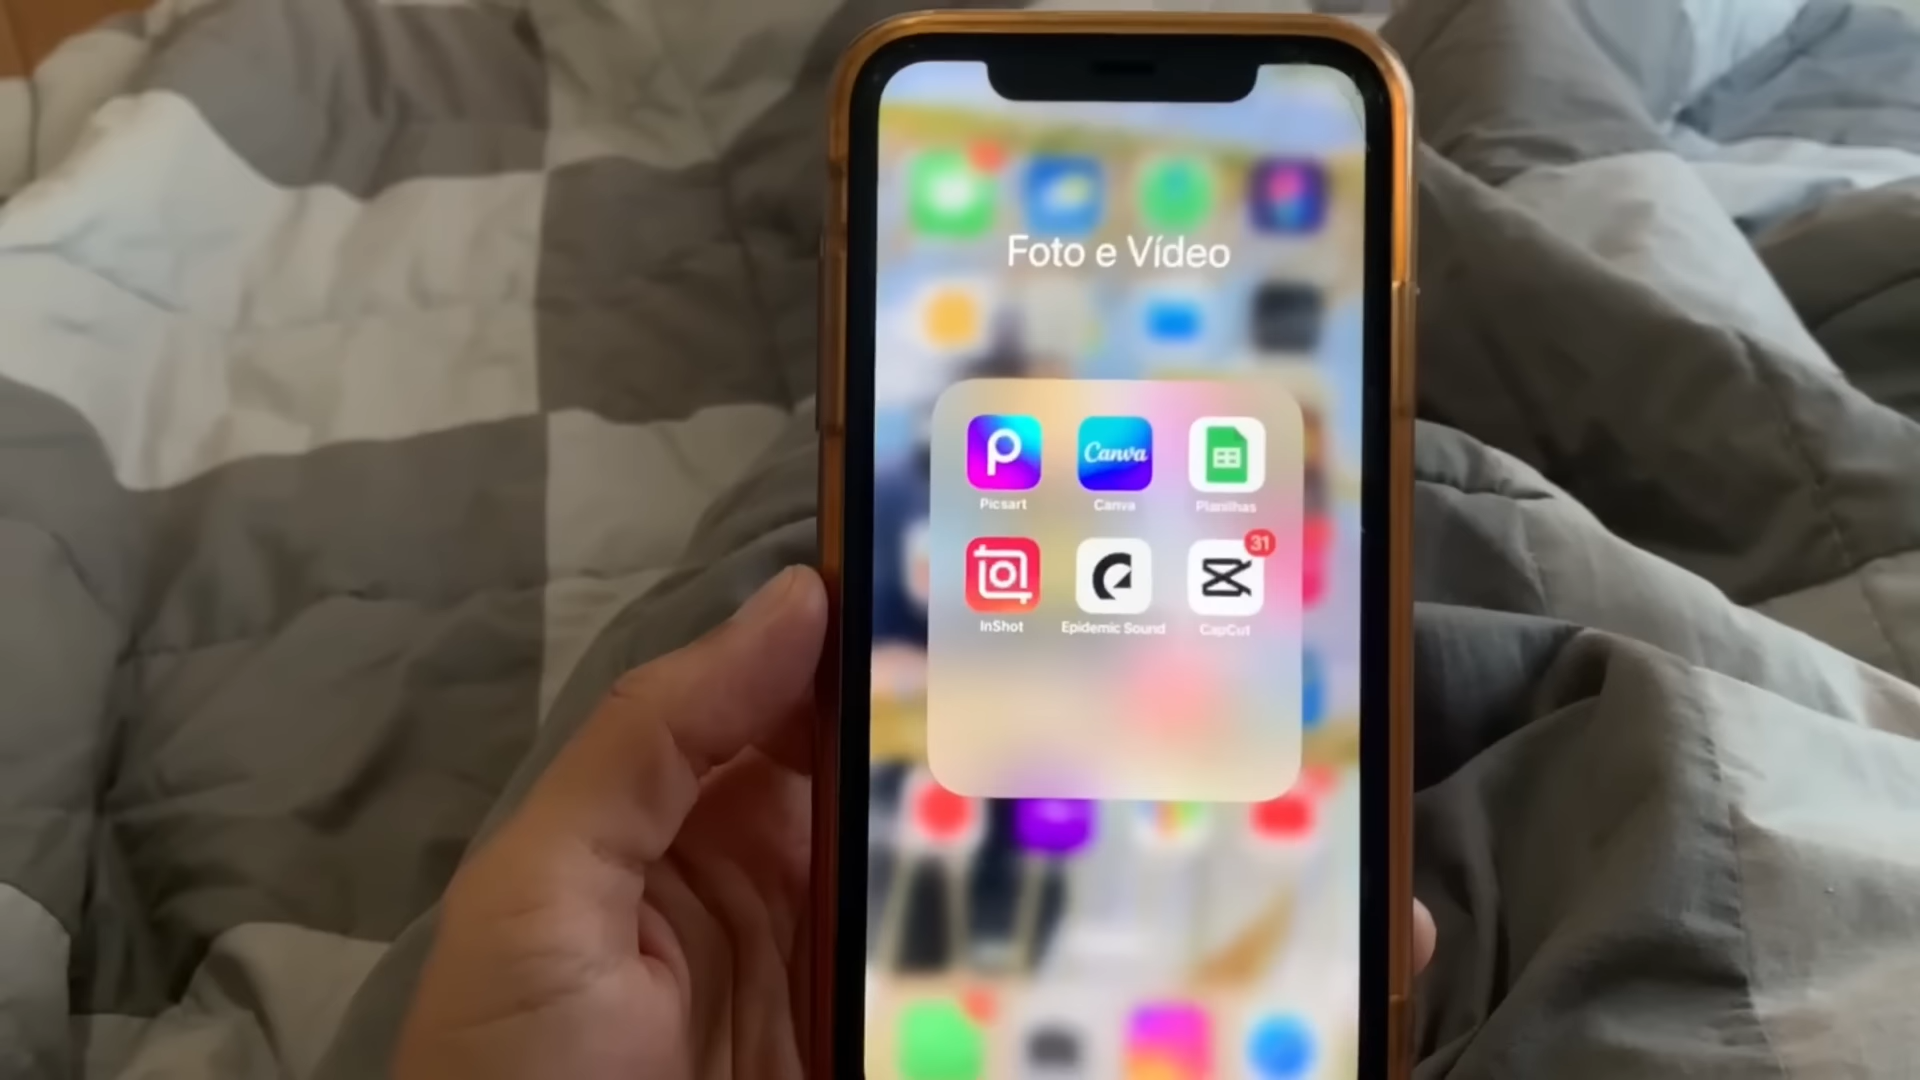 Foto e Vídeo
Canva
Picsart Canva Planilhas
31
InShot Epidemic Sound CapCut